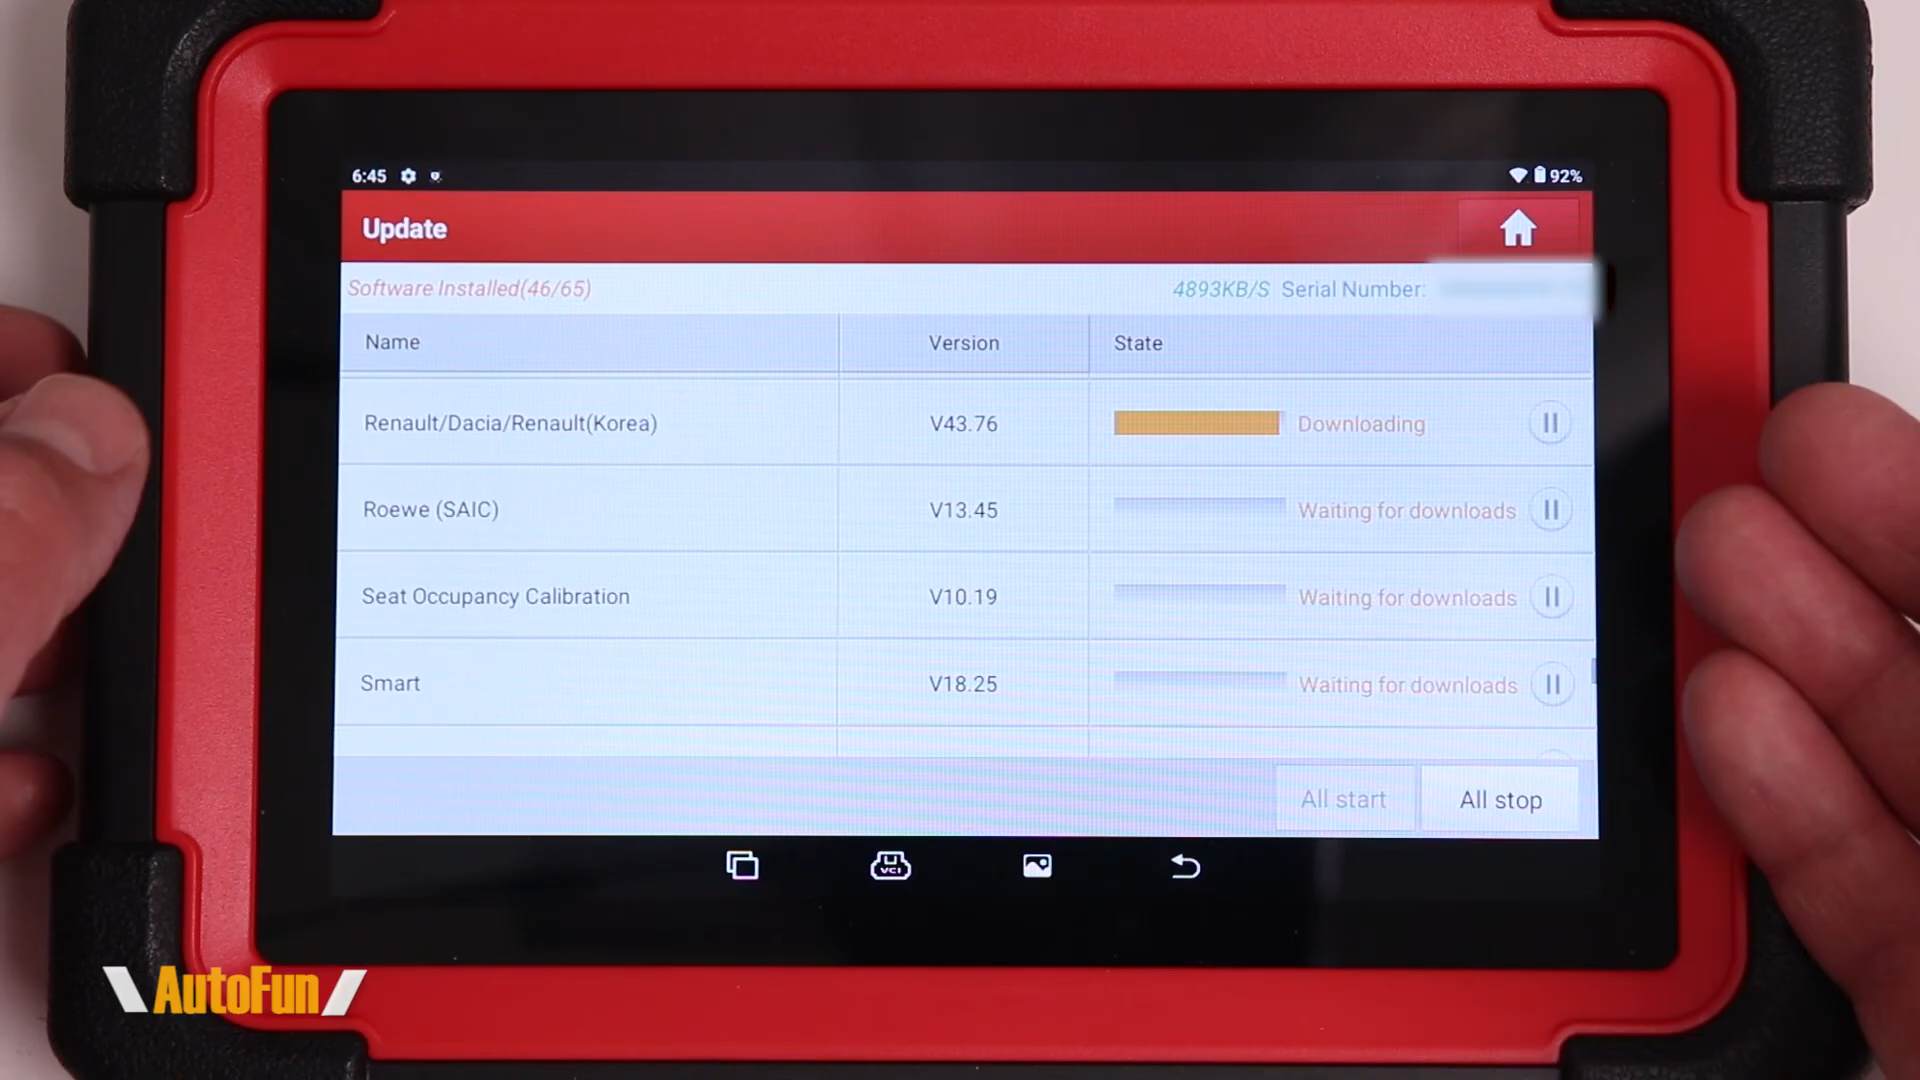 6:45
92%
Update
Software Installed(46/65)
4893KB/S Serial Number:
Name Version State
Renault/Dacia/Renault(Korea) V43.76 Downloading
Roewe (SAIC) V13.45 Waiting for downloads
Seat Occupancy Calibration V10.19 Waiting for downloads
Smart V18.25 Waiting for downloads
All start All stop
VCI
AutoFun